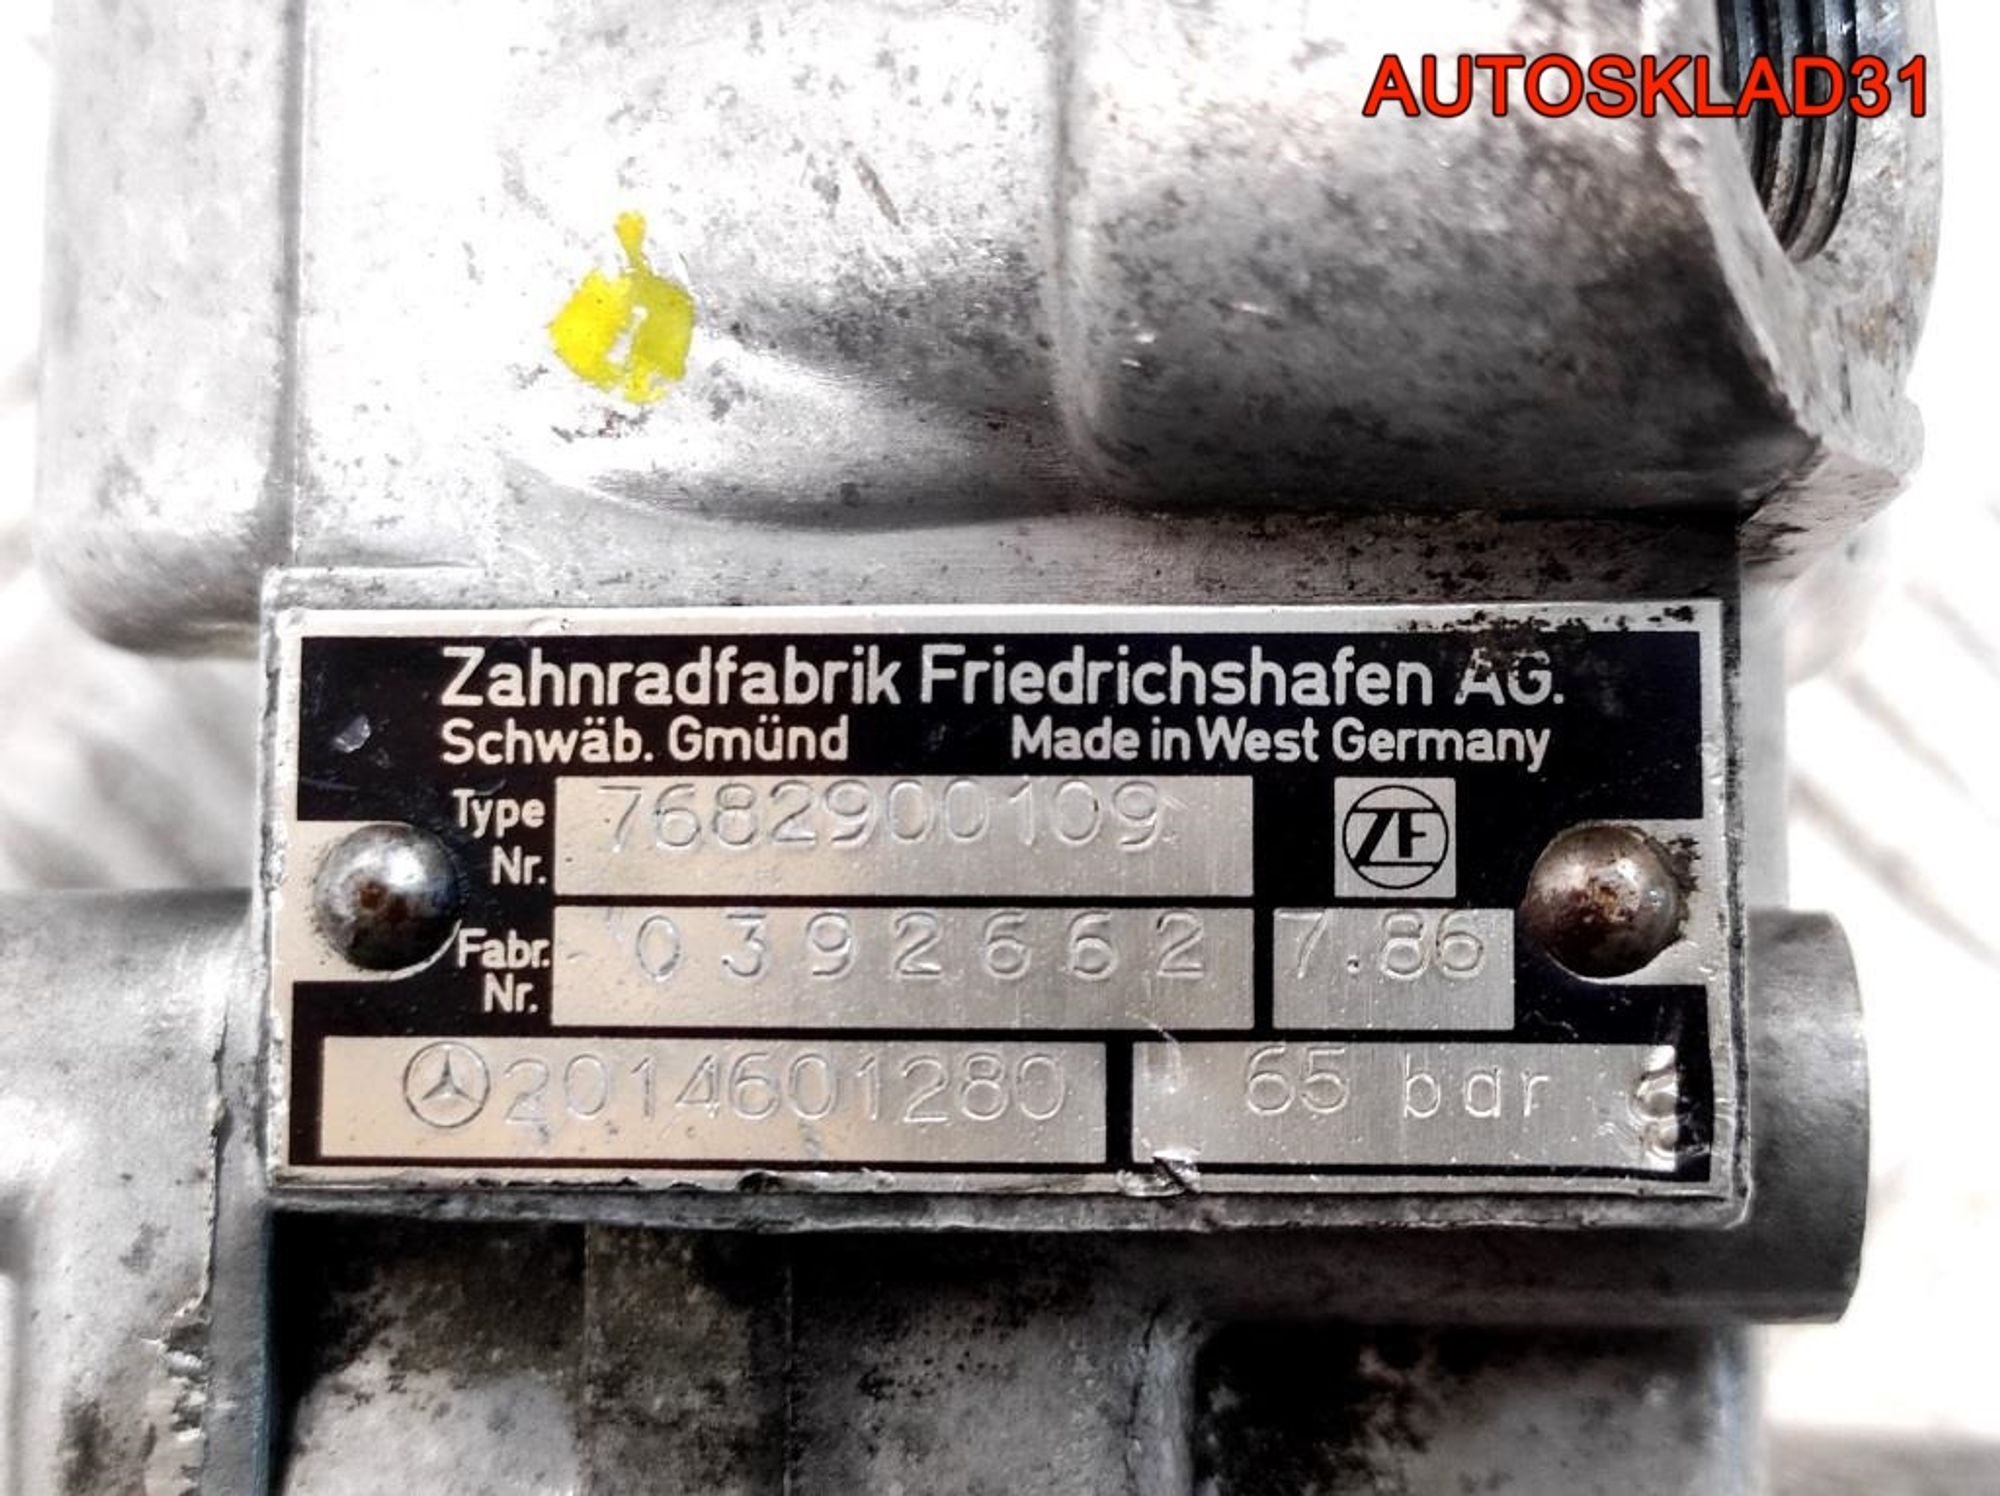 AUTOSKLAD31
Zahnradfabrik Friedrichshafen AG.
Schwäb. Gmünd Made in West Germany
Type Nr. 7682900109 ZF
Fabr. Nr. 0392662 7.86
2014601280 65 bar